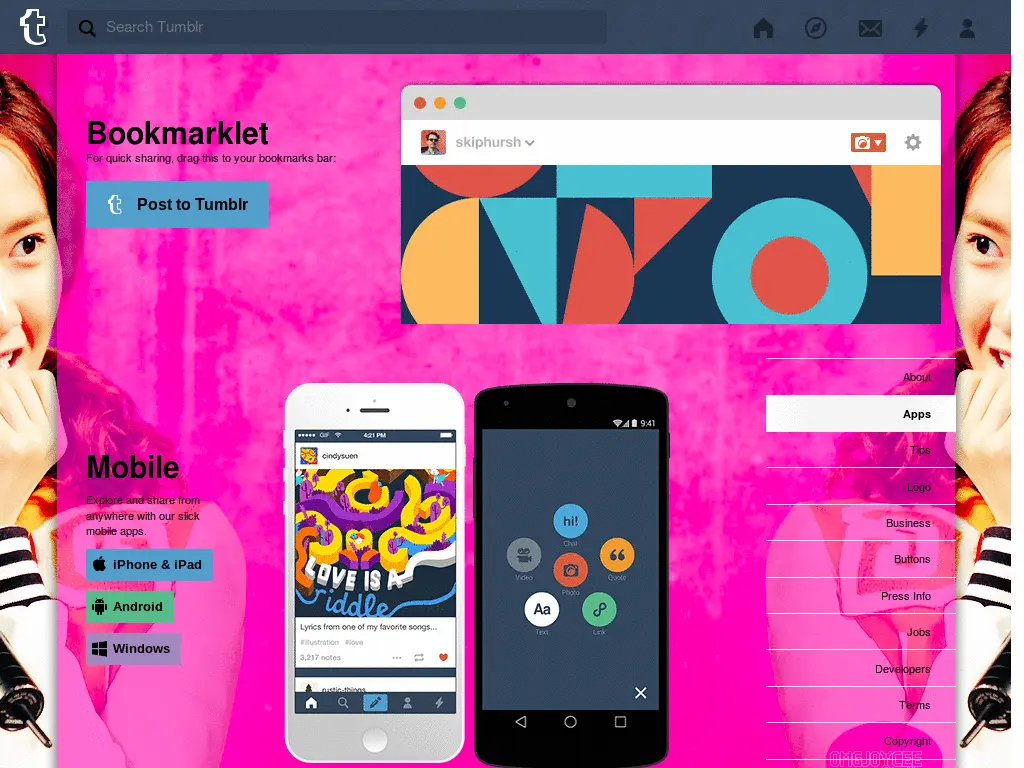 Search Tumblr
Bookmarklet
For quick sharing, drag this to your bookmarks bar:
Post to Tumblr
skiphursh
About
Apps
Tips
Logo
Business
Buttons
Press Info
Jobs
Developers
Terms
Copyright
Mobile
Explore and share from
anywhere with our slick
mobile apps.
iPhone & iPad
Android
Windows
GIF 4:21 PM
cindysuen
LOVE IS A
riddle
Lyrics from one of my favorite songs...
#illustration #love
3,217 notes
rustic-things
9:41
hi!
Chat
Video
Quote
Photo
Aa
Text
Link
OMGJOYCEE